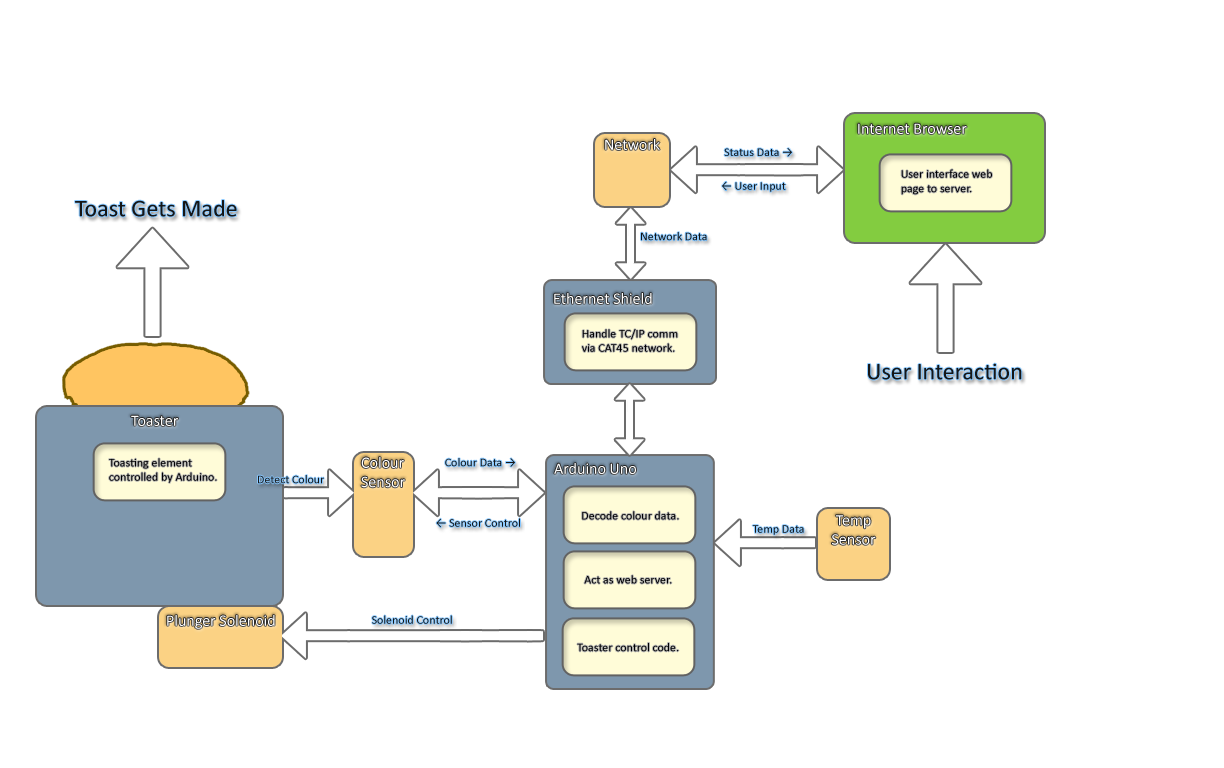 Internet Browser
Network
Status Data →
← User Input
User interface web
page to server.
Toast Gets Made
Network Data
Ethernet Shield
Handle TC/IP comm
via CAT45 network.
User Interaction
Toaster
Toasting element
controlled by Arduino.
Detect Colour
Colour
Sensor
Colour Data →
← Sensor Control
Arduino Uno
Decode colour data.
Act as web server.
Toaster control code.
Temp Data
Temp
Sensor
Plunger Solenoid
Solenoid Control